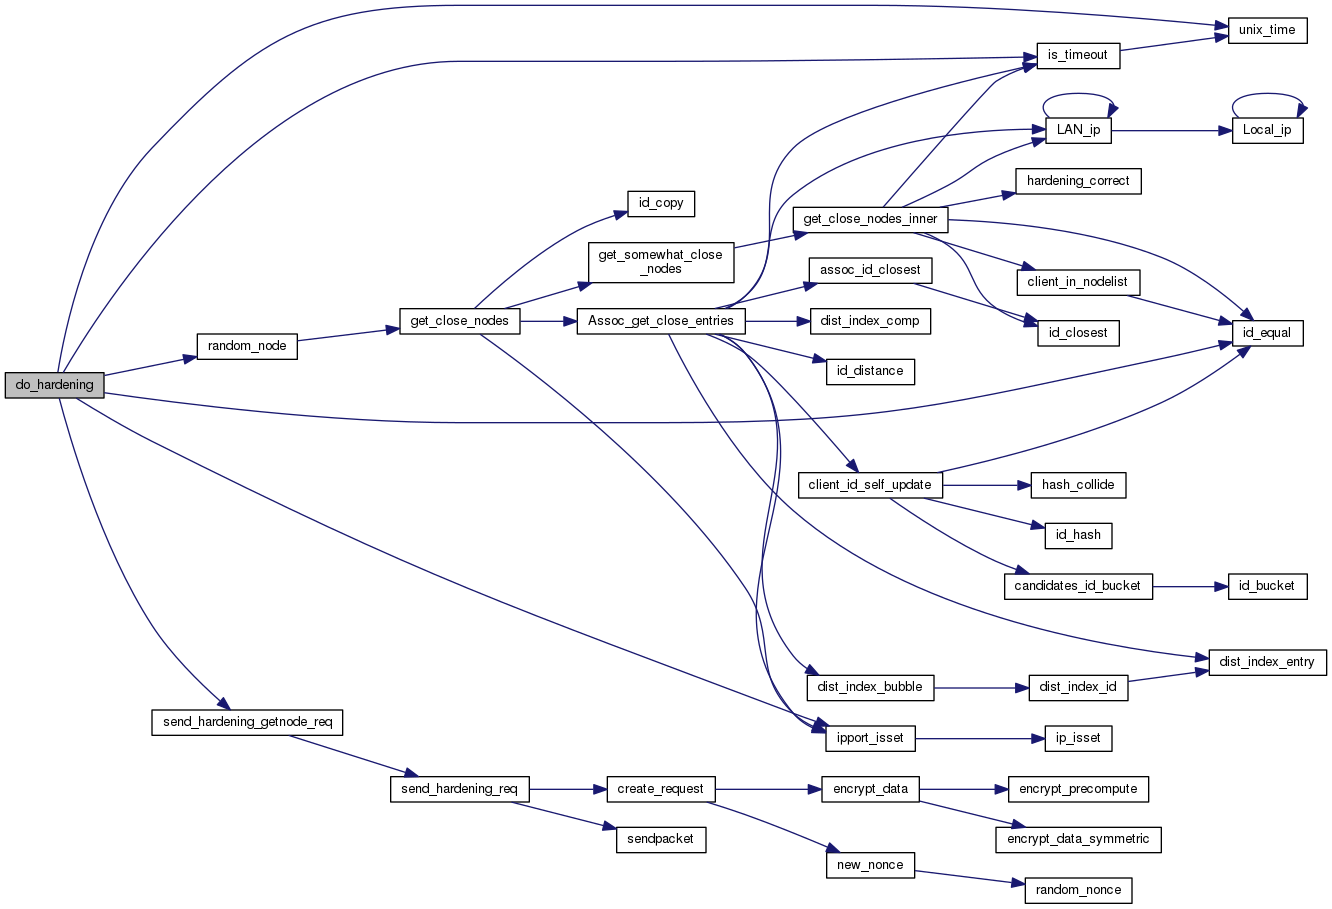 unix_time
is_timeout
LAN_ip
Local_ip
hardening_correct
id_copy
get_close_nodes_inner
get_somewhat_close
_nodes
assoc_id_closest
client_in_nodelist
get_close_nodes
Assoc_get_close_entries
dist_index_comp
id_closest
id_equal
random_node
id_distance
do_hardening
client_id_self_update
hash_collide
id_hash
candidates_id_bucket
id_bucket
dist_index_entry
dist_index_bubble
dist_index_id
send_hardening_getnode_req
ipport_isset
ip_isset
send_hardening_req
create_request
encrypt_data
encrypt_precompute
sendpacket
encrypt_data_symmetric
new_nonce
random_nonce